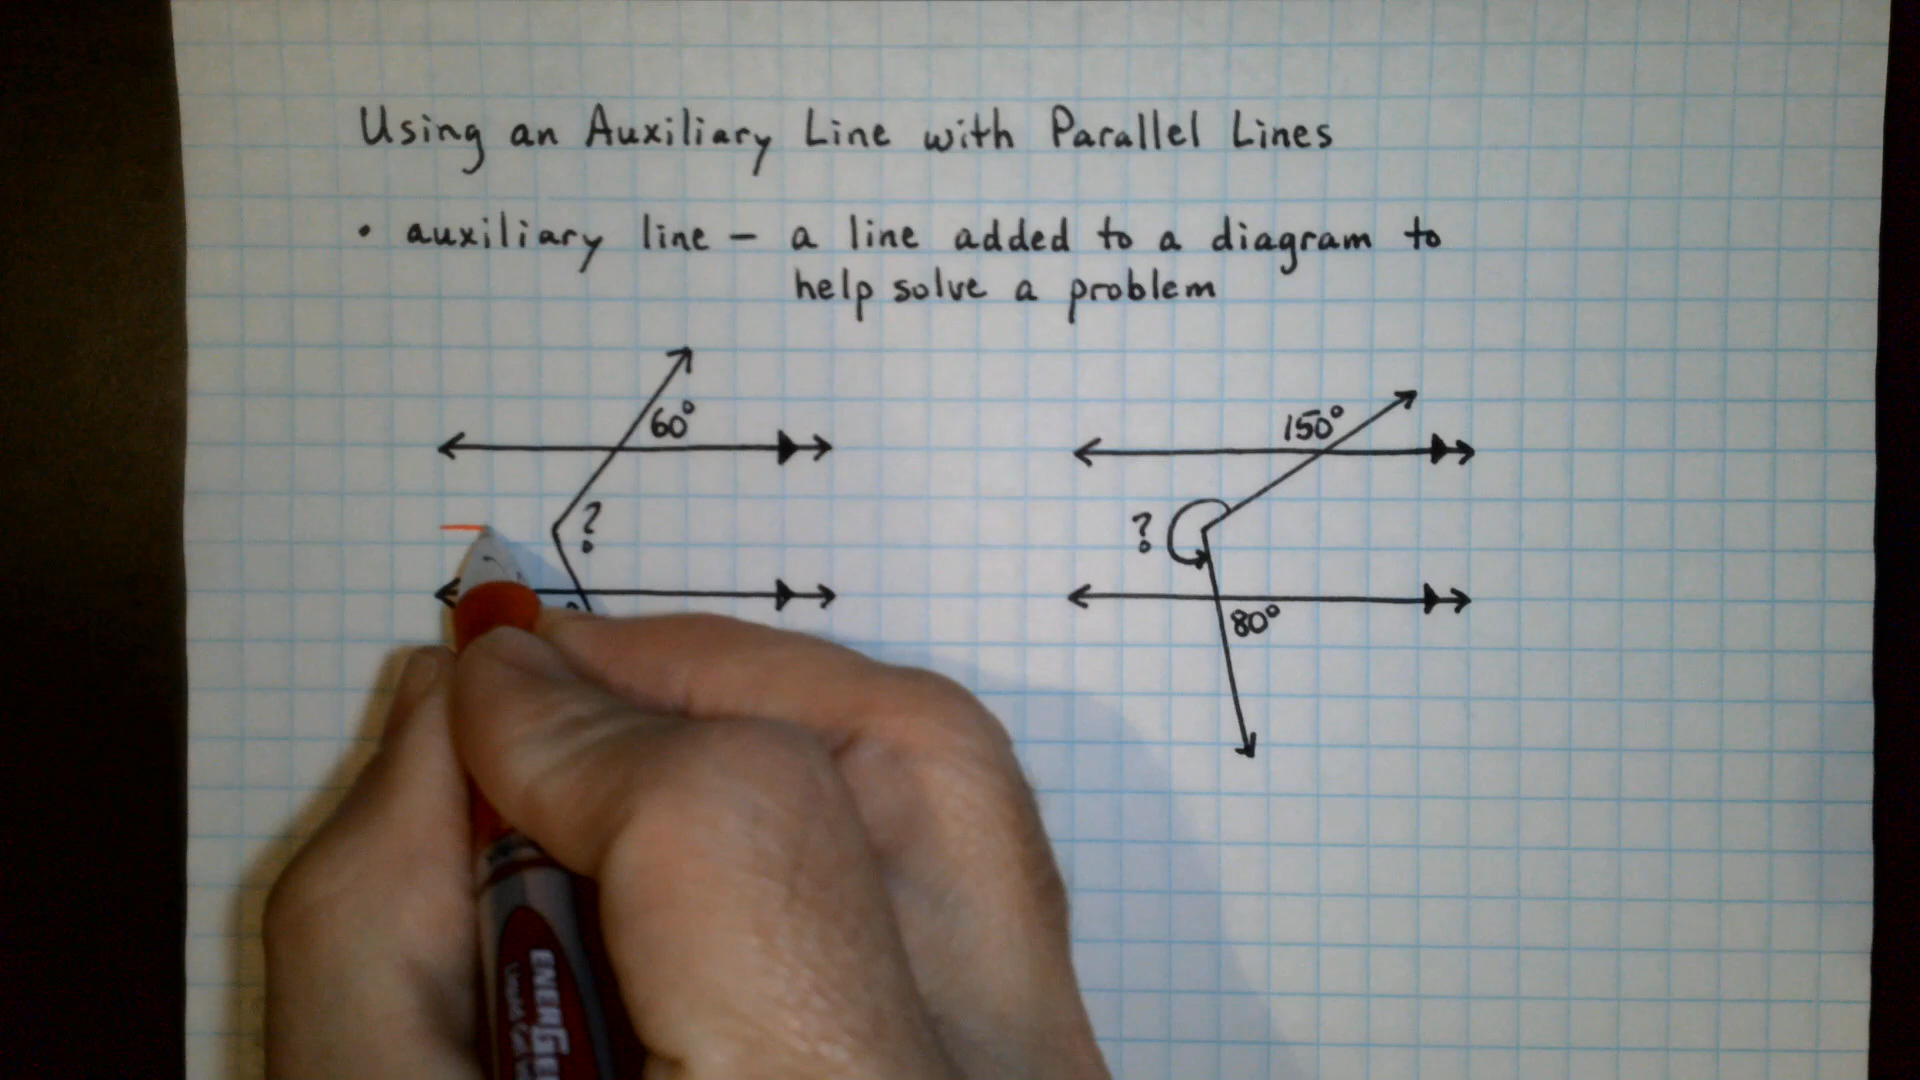 Using an Auxiliary Line with Parallel Lines
• auxiliary line – a line added to a diagram to
help solve a problem
60°
?
150°
?
80°